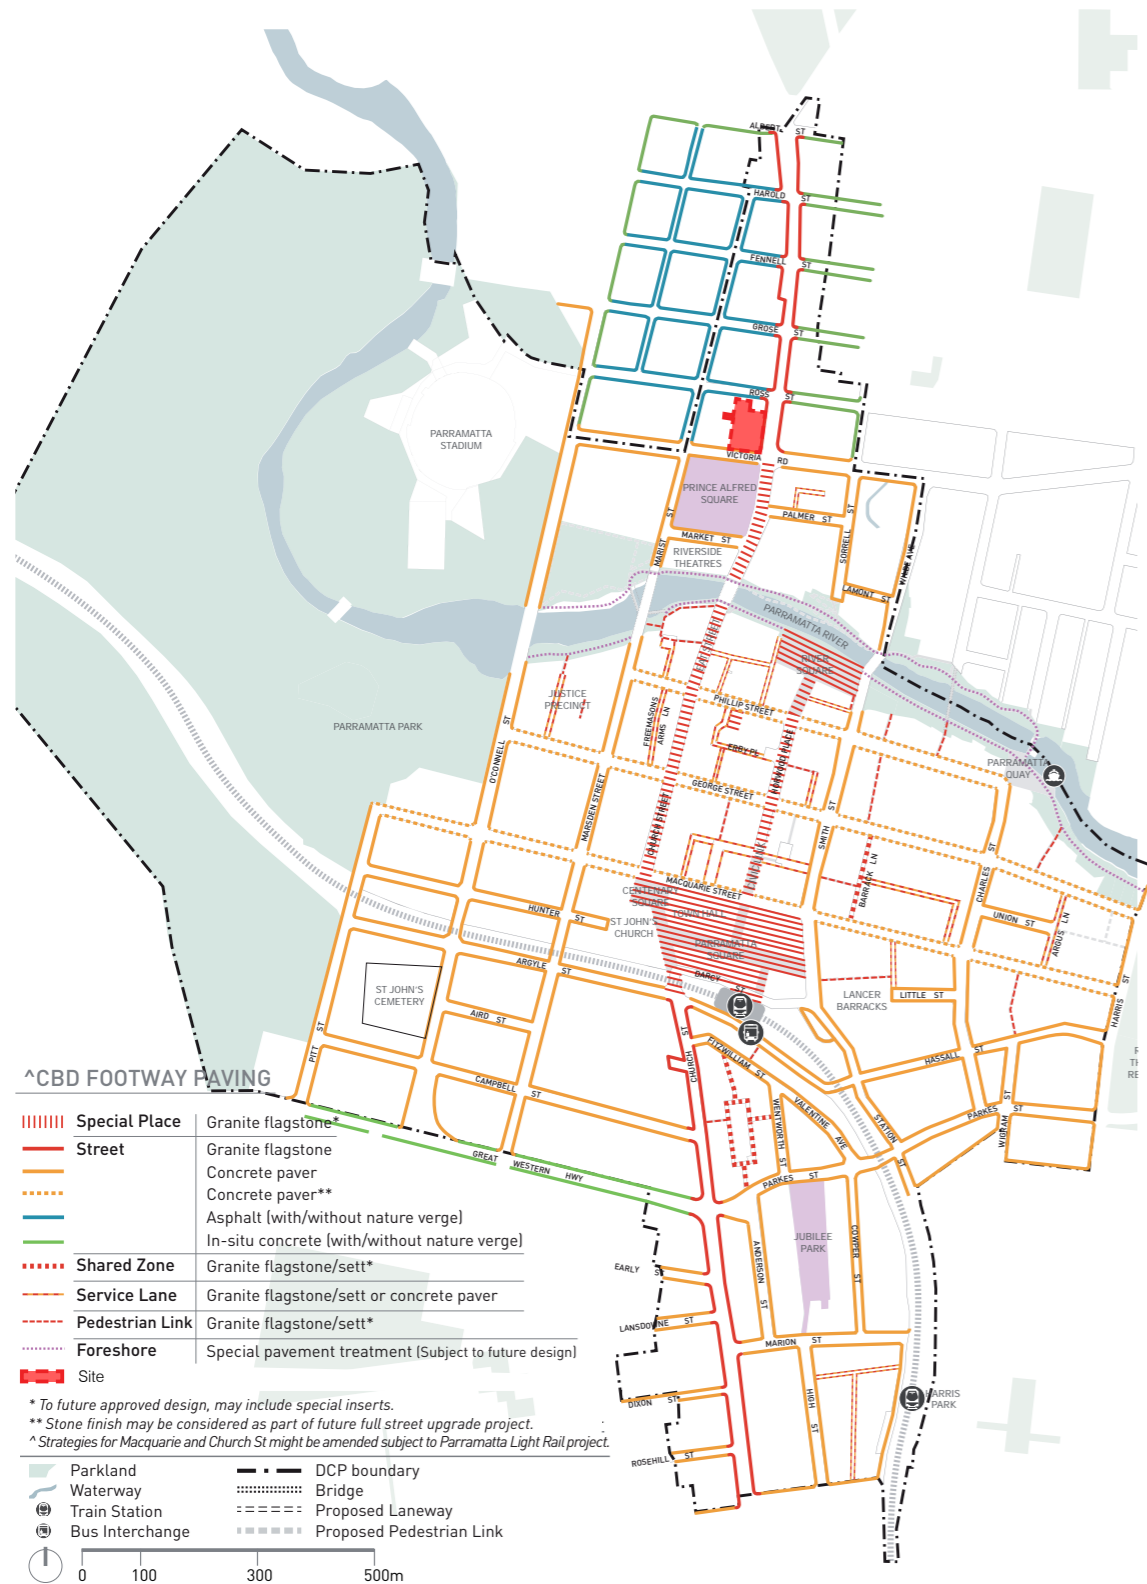 ALBERT ST
HAROLD ST
FENNELL ST
GROSE ST
ROSS ST
VICTORIA RD
PARRAMATTA
STADIUM
PRINCE ALFRED
SQUARE
PALMER ST
MARIST ST
MARKET ST
RIVERSIDE
THEATRES
SORRELL ST
WILDE AVE
LAMONT ST
PARRAMATTA RIVER
RIVER
SQUARE
JUSTICE
PRECINCT
PARRAMATTA PARK
O'CONNELL ST
FREEMASONS
ARMS LN
PHILLIP STREET
ERBY PL
HORWOOD PLACE
PARRAMATTA
QUAY
GEORGE STREET
MARSDEN STREET
CHURCH STREET
SMITH ST
BARRACK LN
CHARLES ST
MACQUARIE STREET
CENTENARY
SQUARE
TOWN HALL
HUNTER ST
ST JOHN'S
CHURCH
PARRAMATTA
SQUARE
UNION ST
ARGUS LN
ARGYLE ST
DARCY ST
ST JOHN'S
CEMETERY
LANCER
BARRACKS
LITTLE ST
HARRIS ST
AIRD ST
PITT ST
CHURCH ST
FITZWILLIAM ST
HASSALL ST
R
TH
RE
CAMPBELL ST
WENTWORTH ST
VALENTINE AVE
STATION ST
PARKES ST
WIGRAM ST
GREAT WESTERN HWY
PARKES ST
JUBILEE
PARK
ANDERSON ST
COWPER ST
EARLY ST
LANSDOWNE ST
MARION ST
DIXON ST
HIGH ST
HARRIS
PARK
ROSEHILL ST
^CBD FOOTWAY PAVING
Special Place Granite flagstone*
Street Granite flagstone
Concrete paver
Concrete paver**
Asphalt (with/without nature verge)
In-situ concrete (with/without nature verge)
Shared Zone Granite flagstone/sett*
Service Lane Granite flagstone/sett or concrete paver
Pedestrian Link Granite flagstone/sett*
Foreshore Special pavement treatment (Subject to future design)
Site
* To future approved design, may include special inserts.
** Stone finish may be considered as part of future full street upgrade project.
^ Strategies for Macquarie and Church St might be amended subject to Parramatta Light Rail project.
Parkland DCP boundary
Waterway Bridge
Train Station Proposed Laneway
Bus Interchange Proposed Pedestrian Link
0 100 300 500m